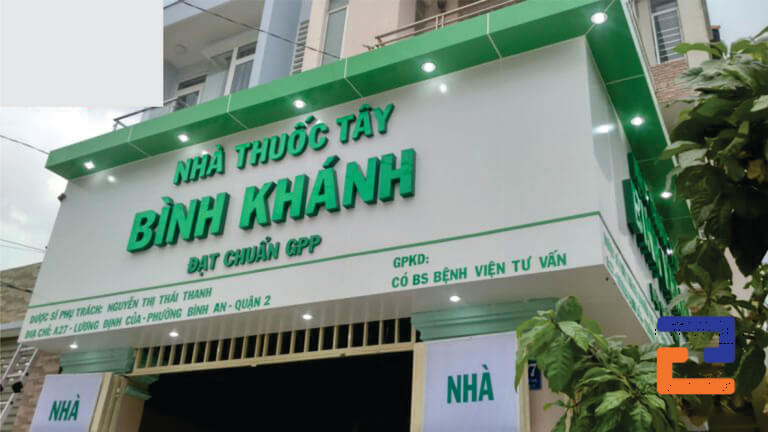 NHÀ THUỐC TÂY
BÌNH KHÁNH
ĐẠT CHUẨN GPP
DƯỢC SĨ PHỤ TRÁCH: NGUYỄN THỊ THÁI THANH
ĐỊA CHỈ: A27 - LƯƠNG ĐỊNH CỦA - PHƯỜNG BÌNH AN - QUẬN 2
GPKD:
CÓ BS BỆNH VIỆN TƯ VẤN
NHÀ
NHÀ